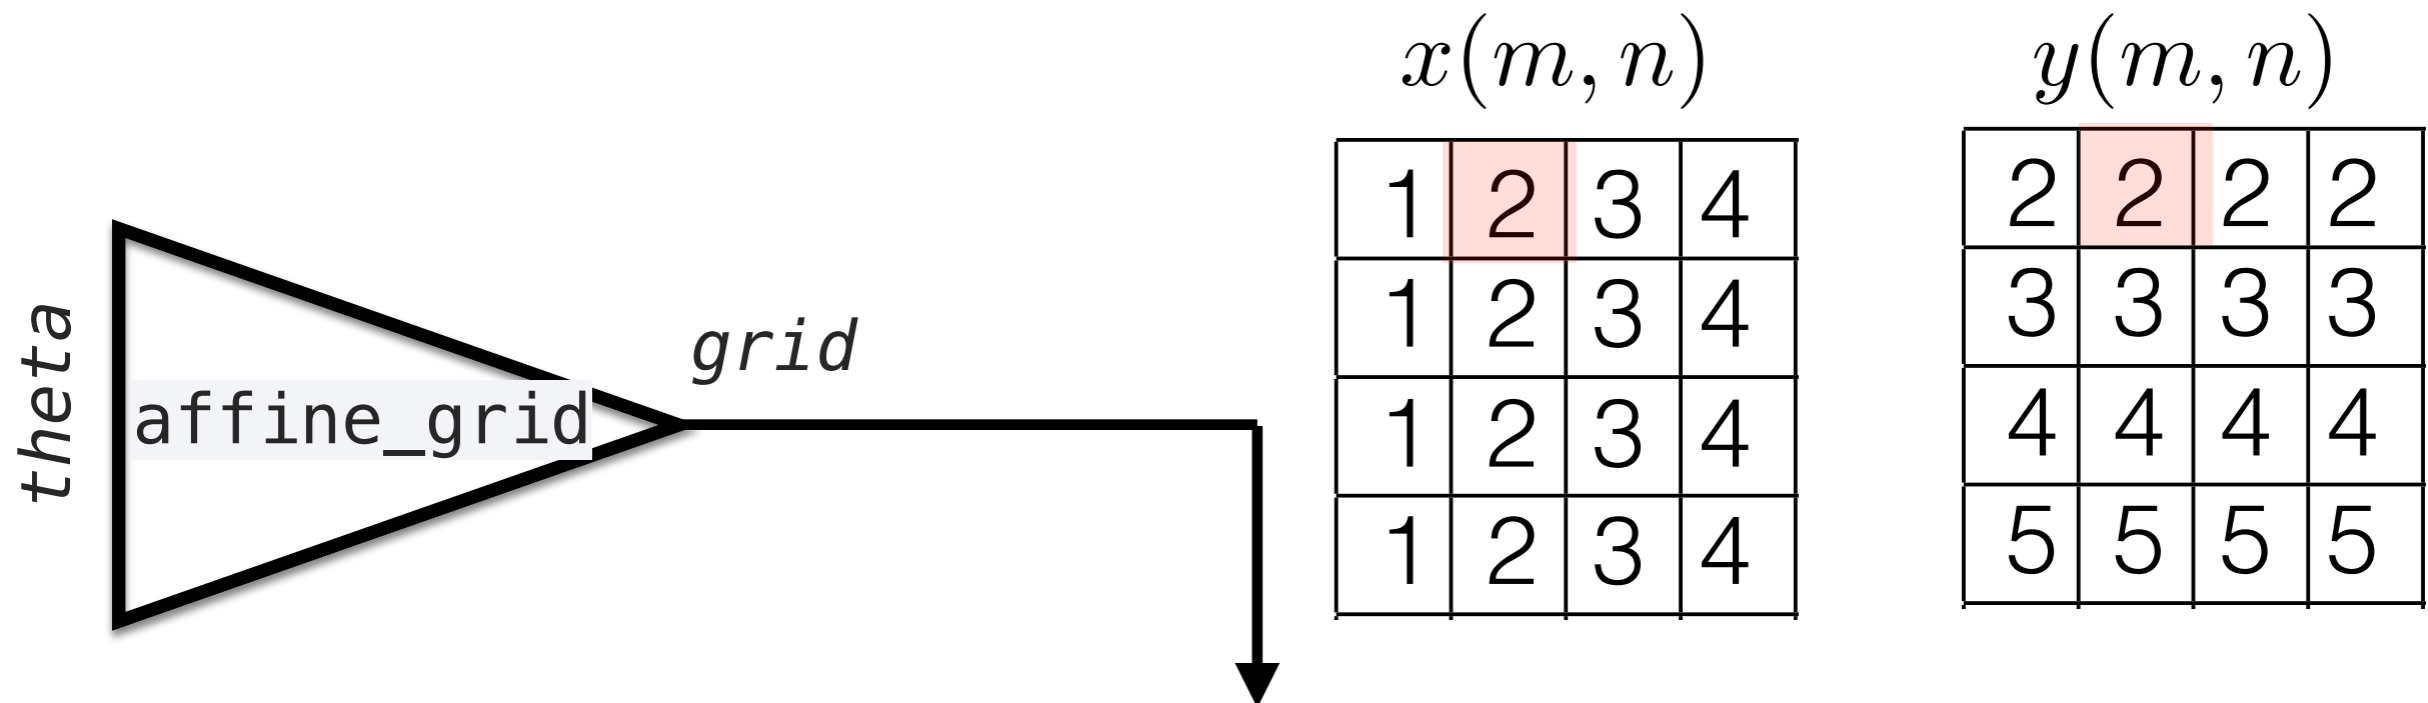 theta
affine_grid
grid
x(m, n)
1 2 3 4
1 2 3 4
1 2 3 4
1 2 3 4
y(m, n)
2 2 2 2
3 3 3 3
4 4 4 4
5 5 5 5